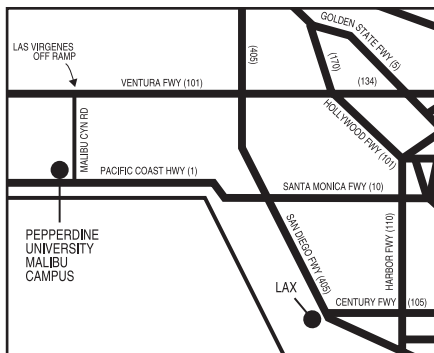 GOLDEN STATE FWY (5)
LAS VIRGENES
OFF RAMP
(405)
(170)
(134)
VENTURA FWY (101)
HOLLYWOOD FWY (101)
MALIBU CYN RD
PACIFIC COAST HWY (1)
SANTA MONICA FWY (10)
PEPPERDINE
UNIVERSITY
MALIBU
CAMPUS
SAN DIEGO FWY (405)
HARBOR FWY (110)
LAX
CENTURY FWY (105)